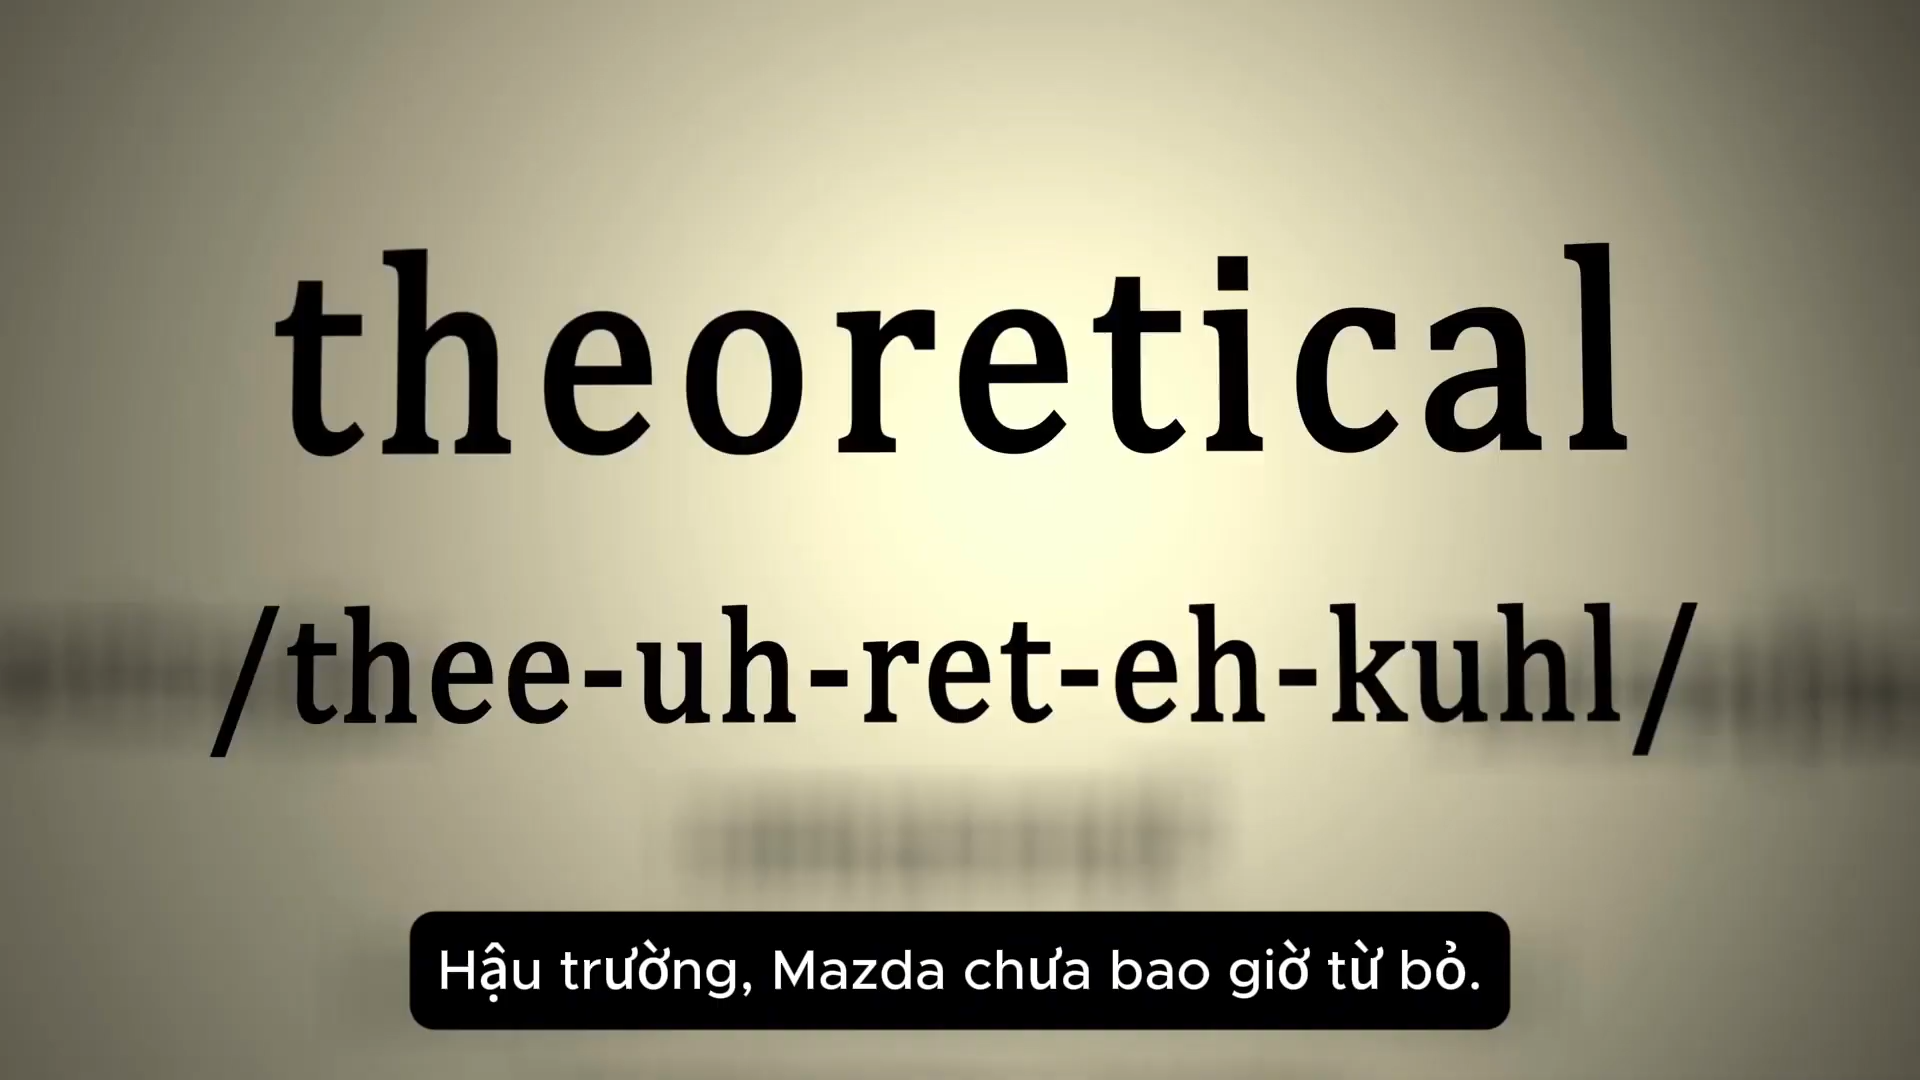 theoretical
/thee-uh-ret-eh-kuhl/
Hậu trường, Mazda chưa bao giờ từ bỏ.